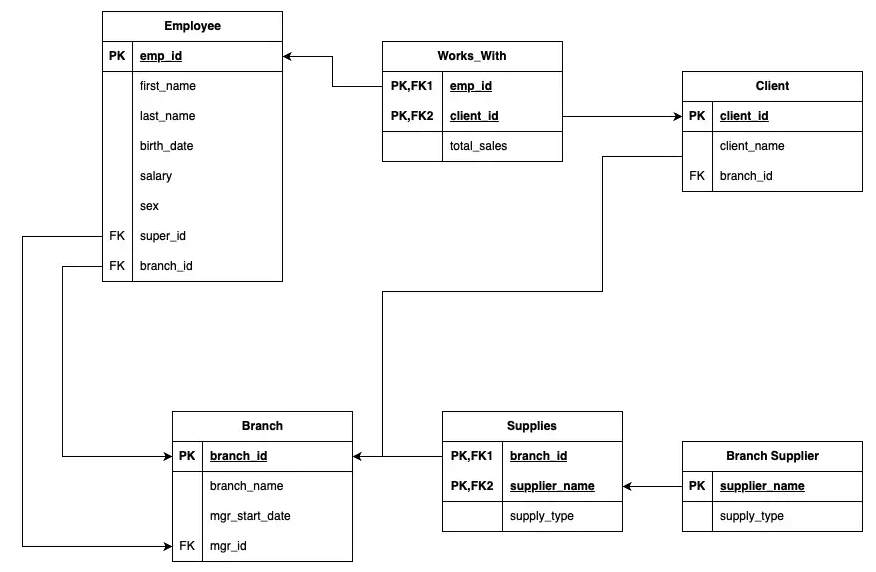 Employee
PK emp_id
first_name
last_name
birth_date
salary
sex
FK super_id
FK branch_id
Works_With
PK,FK1 emp_id
PK,FK2 client_id
total_sales
Client
PK client_id
client_name
FK branch_id
Branch
PK branch_id
branch_name
mgr_start_date
FK mgr_id
Supplies
PK,FK1 branch_id
PK,FK2 supplier_name
supply_type
Branch Supplier
PK supplier_name
supply_type